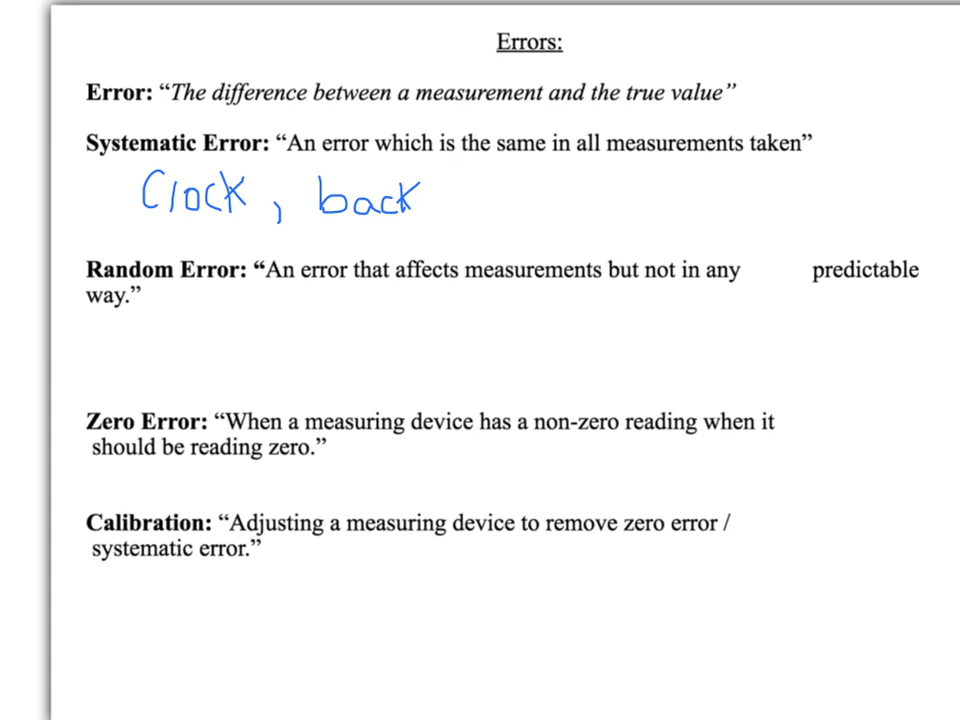 Errors:
Error: “The difference between a measurement and the true value”
Systematic Error: “An error which is the same in all measurements taken”
Clock, back
Random Error: “An error that affects measurements but not in any predictable
way.”
Zero Error: “When a measuring device has a non-zero reading when it
should be reading zero.”
Calibration: “Adjusting a measuring device to remove zero error /
systematic error.”